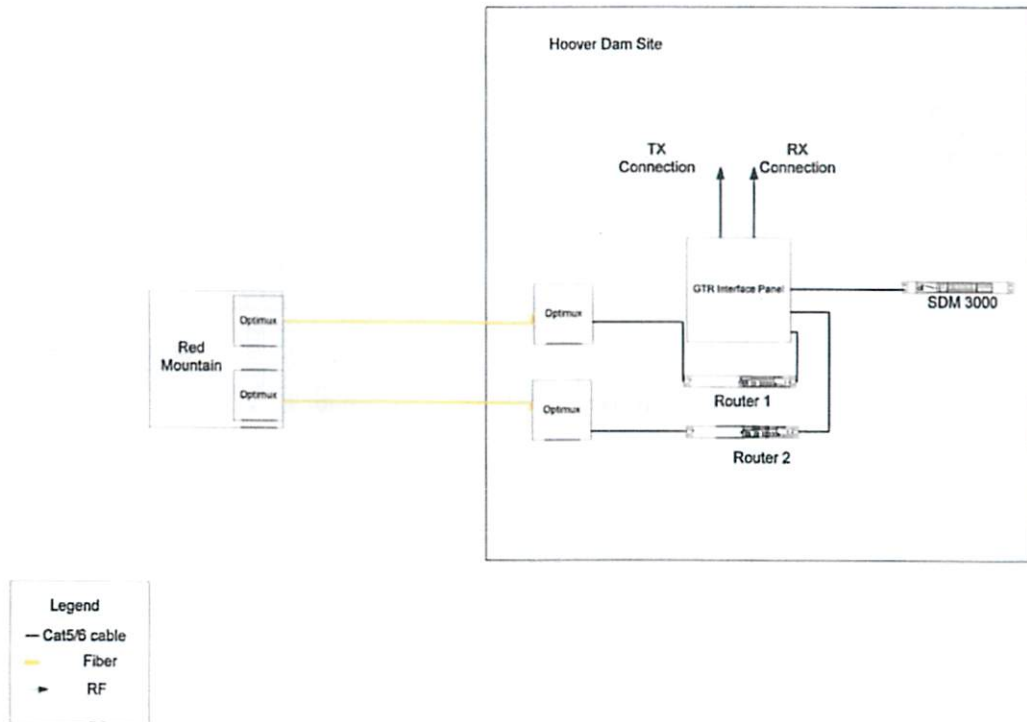 Hoover Dam Site
TX
Connection
RX
Connection
GTR Interface Panel
SDM 3000
Optimux
Optimux
Red
Mountain
Optimux
Optimux
Router 1
Router 2
Legend
Cat5/6 cable
Fiber
RF